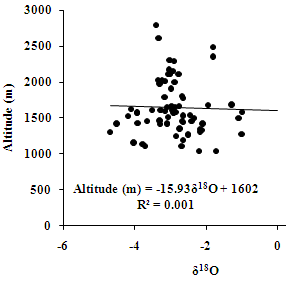 3000
2500
2000
1500
1000
500
0
Altitude (m)
Altitude (m) = -15.93δ¹⁸O + 1602
R² = 0.001
-6 -4 -2 0
δ¹⁸O